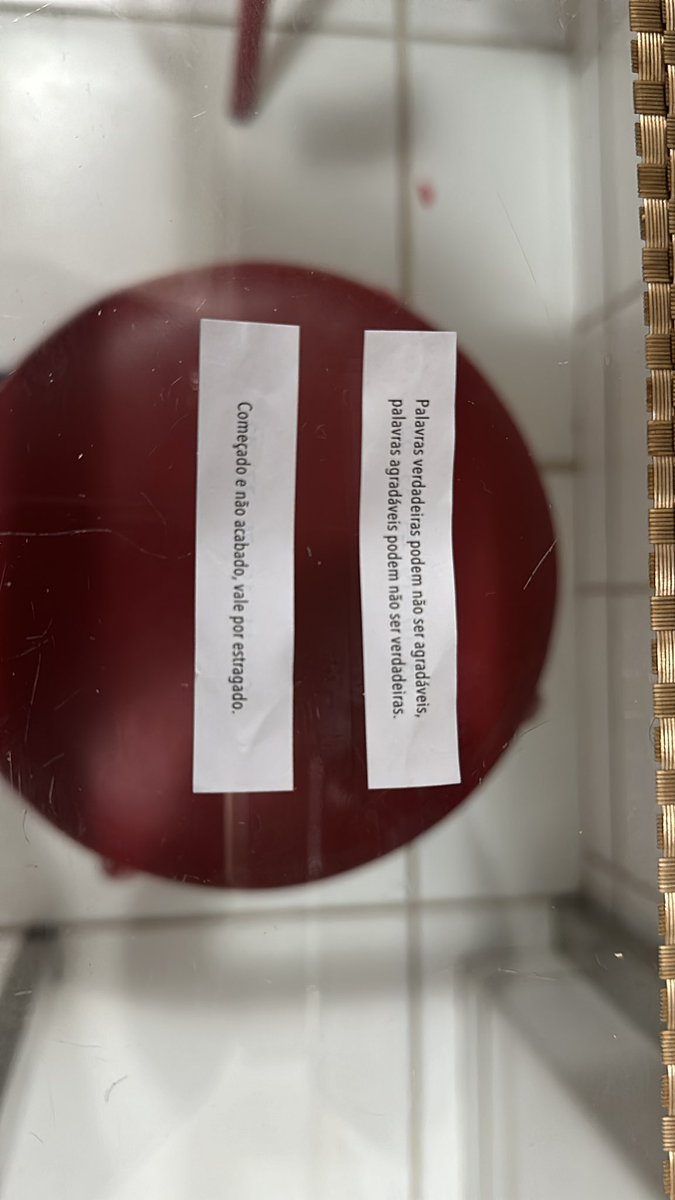 Palavras verdadeiras podem não ser agradáveis,
palavras agradáveis podem não ser verdadeiras.
Começado e não acabado, vale por estragado.